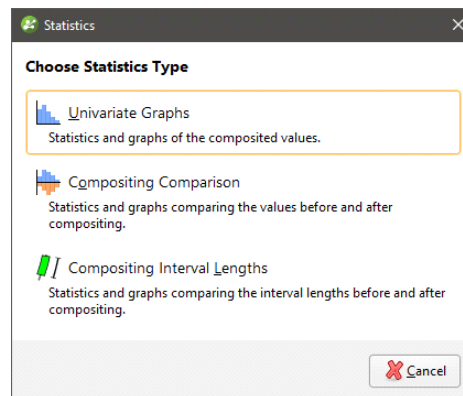 Statistics
Choose Statistics Type
Univariate Graphs
Statistics and graphs of the composited values.
Compositing Comparison
Statistics and graphs comparing the values before and after
compositing.
Compositing Interval Lengths
Statistics and graphs comparing the interval lengths before and after
compositing.
Cancel